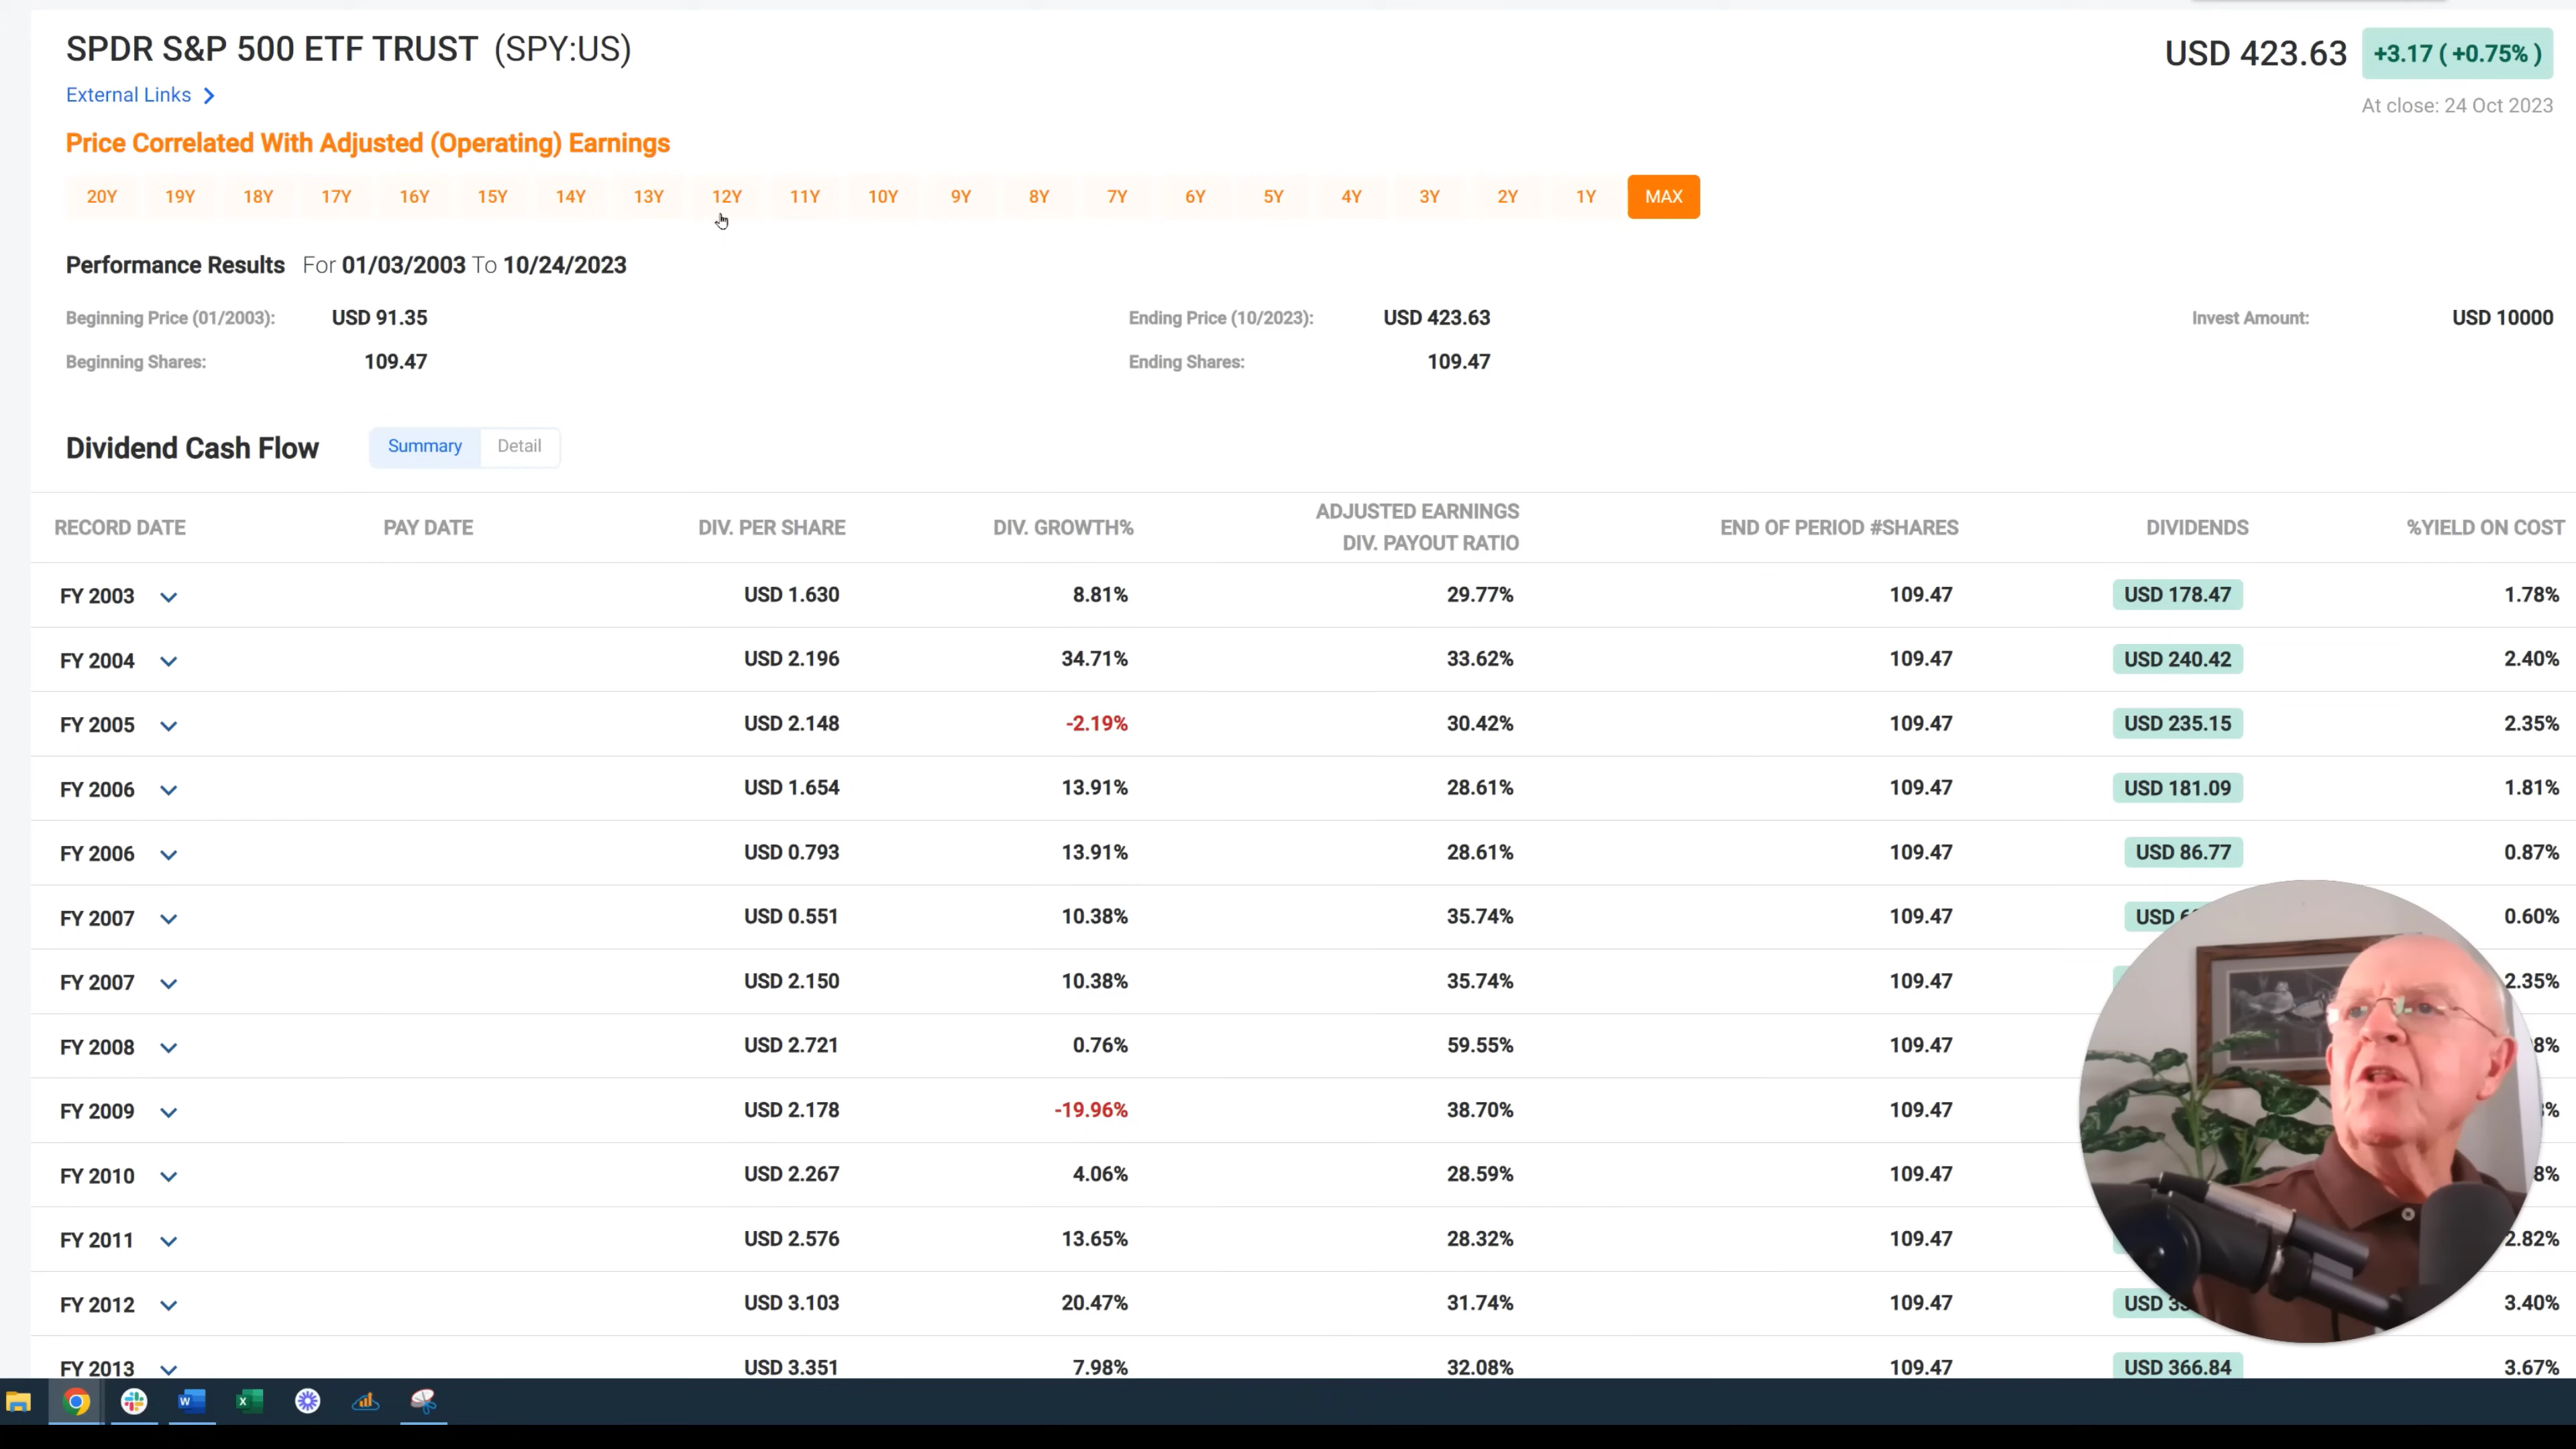 SPDR S&P 500 ETF TRUST (SPY:US)
USD 423.63 +3.17 ( +0.75% )
External Links
At close: 24 Oct 2023
Price Correlated With Adjusted (Operating) Earnings
20Y 19Y 18Y 17Y 16Y 15Y 14Y 13Y 12Y 11Y 10Y 9Y 8Y 7Y 6Y 5Y 4Y 3Y 2Y 1Y MAX
Performance Results For 01/03/2003 To 10/24/2023
Beginning Price (01/2003): USD 91.35 Ending Price (10/2023): USD 423.63 Invest Amount: USD 10000
Beginning Shares: 109.47 Ending Shares: 109.47
Dividend Cash Flow Summary Detail
RECORD DATE PAY DATE DIV. PER SHARE DIV. GROWTH% ADJUSTED EARNINGS DIV. PAYOUT RATIO END OF PERIOD #SHARES DIVIDENDS %YIELD ON COST
FY 2003 USD 1.630 8.81% 29.77% 109.47 USD 178.47 1.78%
FY 2004 USD 2.196 34.71% 33.62% 109.47 USD 240.42 2.40%
FY 2005 USD 2.148 -2.19% 30.42% 109.47 USD 235.15 2.35%
FY 2006 USD 1.654 13.91% 28.61% 109.47 USD 181.09 1.81%
FY 2006 USD 0.793 13.91% 28.61% 109.47 USD 86.77 0.87%
FY 2007 USD 0.551 10.38% 35.74% 109.47 USD 0.60%
FY 2007 USD 2.150 10.38% 35.74% 109.47 2.35%
FY 2008 USD 2.721 0.76% 59.55% 109.47 8%
FY 2009 USD 2.178 -19.96% 38.70% 109.47 %
FY 2010 USD 2.267 4.06% 28.59% 109.47 8%
FY 2011 USD 2.576 13.65% 28.32% 109.47 2.82%
FY 2012 USD 3.103 20.47% 31.74% 109.47 USD 3.40%
FY 2013 USD 3.351 7.98% 32.08% 109.47 USD 366.84 3.67%